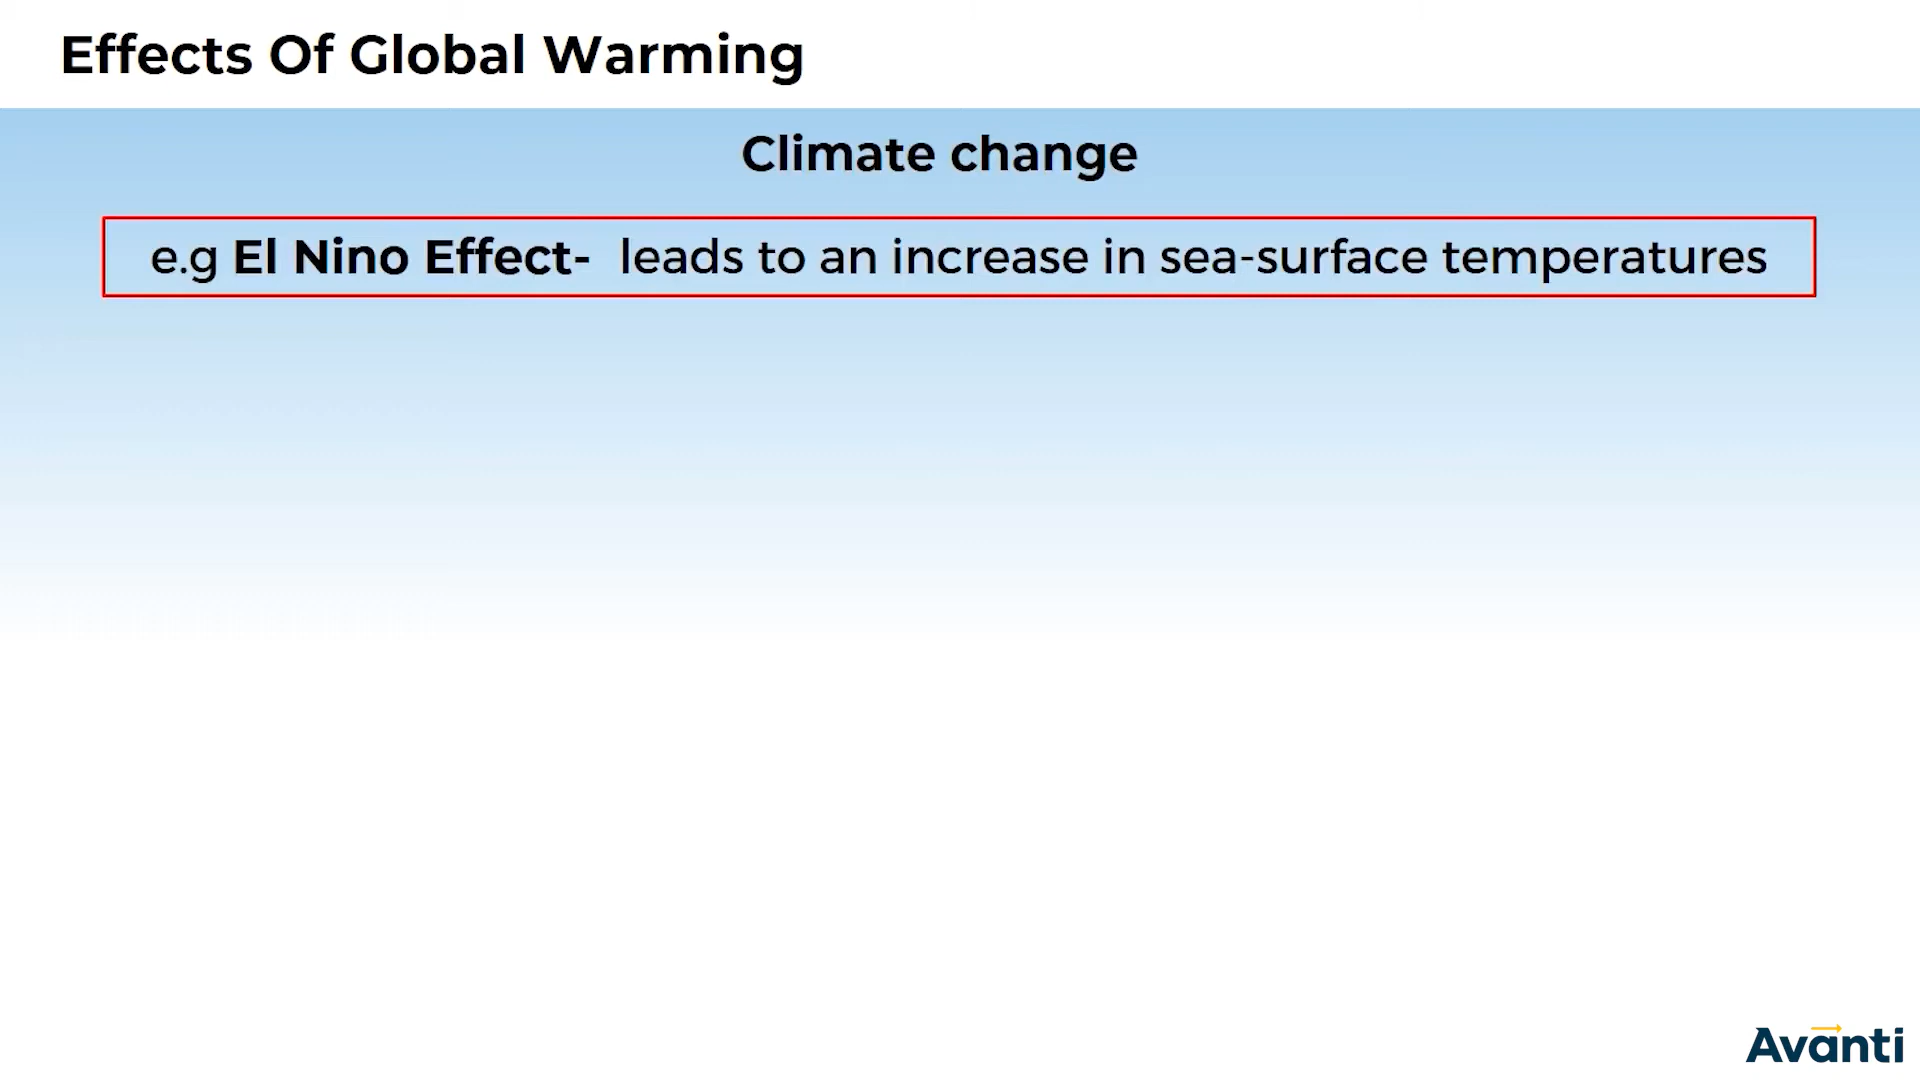 Effects Of Global Warming
Climate change
e.g El Nino Effect- leads to an increase in sea-surface temperatures
Avanti